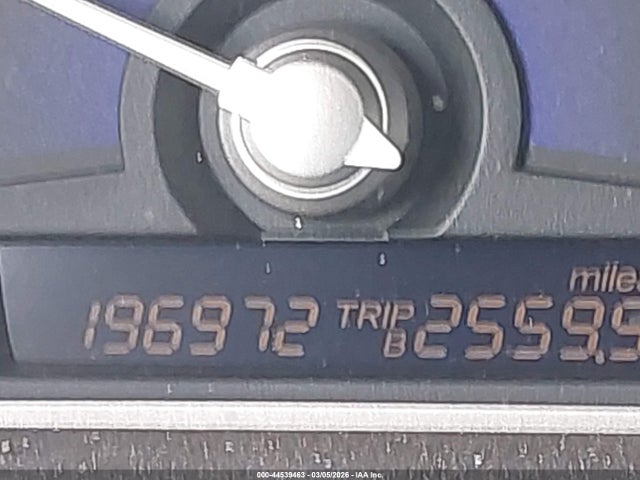 miles
196972 TRIP B 2559.5
000-44539463 - 03/05/2026 - IAA Inc.